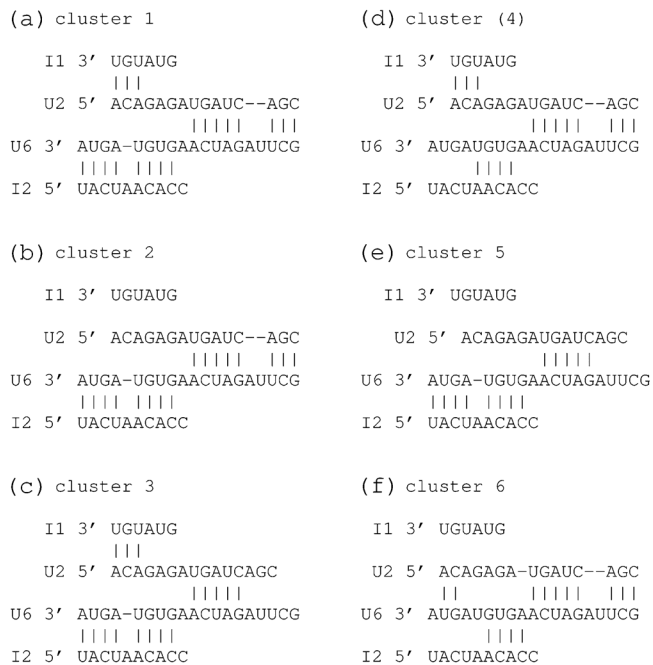 (a) cluster 1
I1 3′ UGUAUG
|||
U2 5′ ACAGAGAUGAUC--AGC
||||| |||
U6 3′ AUGA-UGUGAACUAGAUUCG
|||| ||||
I2 5′ UACUAACACC
(b) cluster 2
I1 3′ UGUAUG
U2 5′ ACAGAGAUGAUC--AGC
||||| |||
U6 3′ AUGA-UGUGAACUAGAUUCG
|||| ||||
I2 5′ UACUAACACC
(c) cluster 3
I1 3′ UGUAUG
|||
U2 5′ ACAGAGAUGAUCAGC
|||||
U6 3′ AUGA-UGUGAACUAGAUUCG
|||| ||||
I2 5′ UACUAACACC
(d) cluster (4)
I1 3′ UGUAUG
|||
U2 5′ ACAGAGAUGAUC--AGC
||||| |||
U6 3′ AUGAUGUGAACUAGAUUCG
||||
I2 5′ UACUAACACC
(e) cluster 5
I1 3′ UGUAUG
U2 5′ ACAGAGAUGAUCAGC
|||||
U6 3′ AUGA-UGUGAACUAGAUUCG
|||| ||||
I2 5′ UACUAACACC
(f) cluster 6
I1 3′ UGUAUG
U2 5′ ACAGAGA-UGAUC--AGC
|| ||||| |||
U6 3′ AUGAUGUGAACUAGAUUCG
||||
I2 5′ UACUAACACC